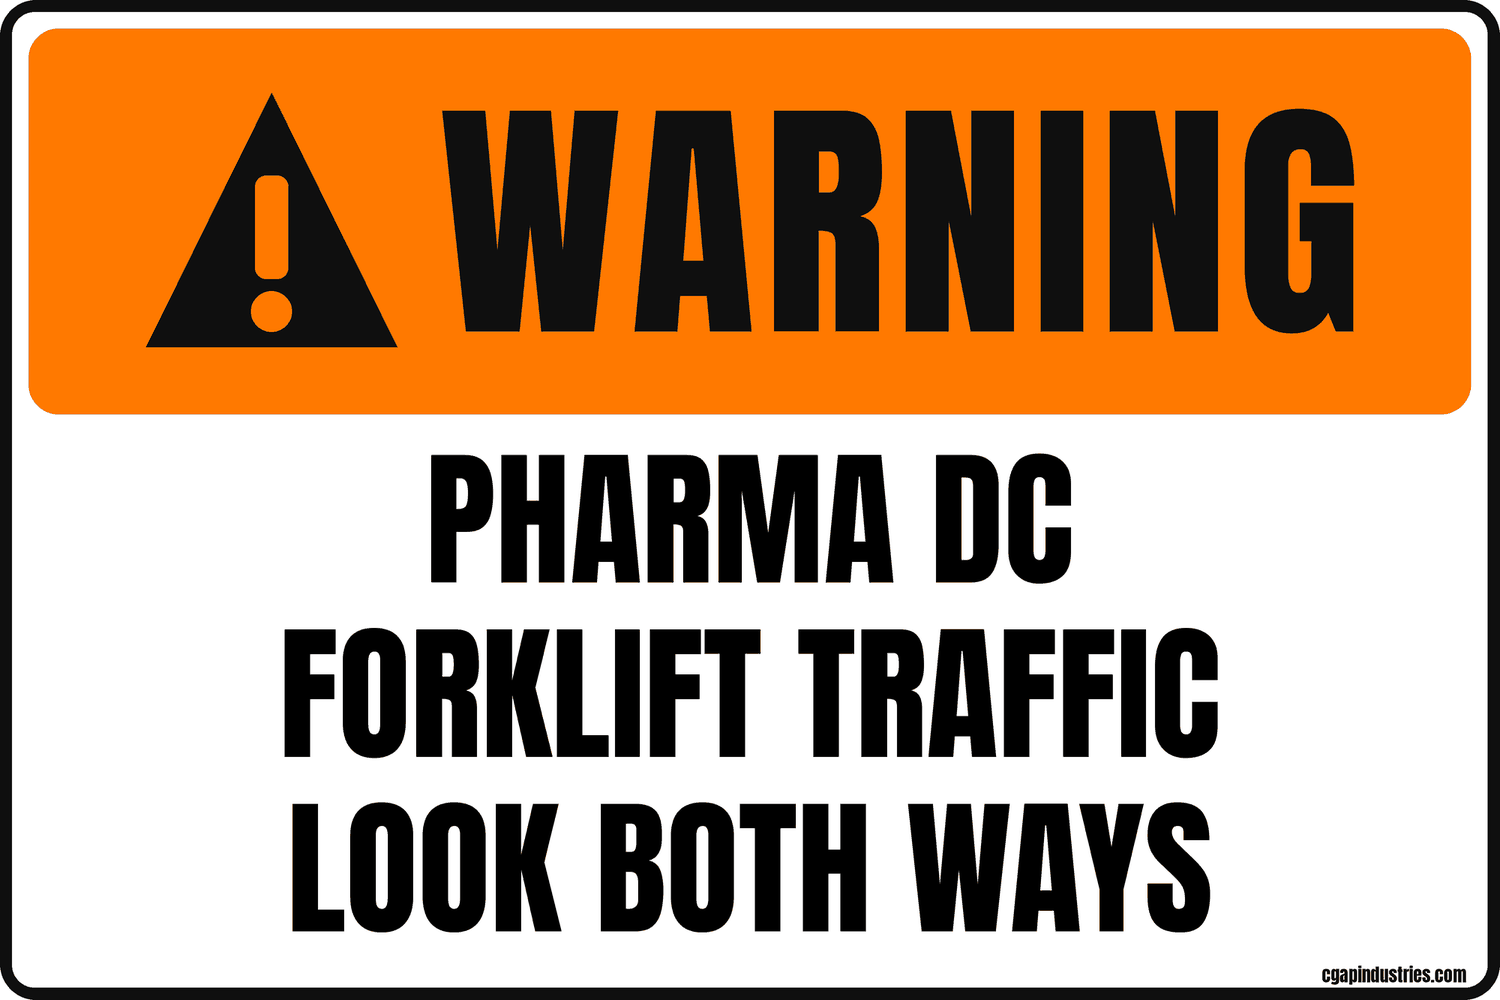 WARNING
PHARMA DC
FORKLIFT TRAFFIC
LOOK BOTH WAYS
cgapindustries.com